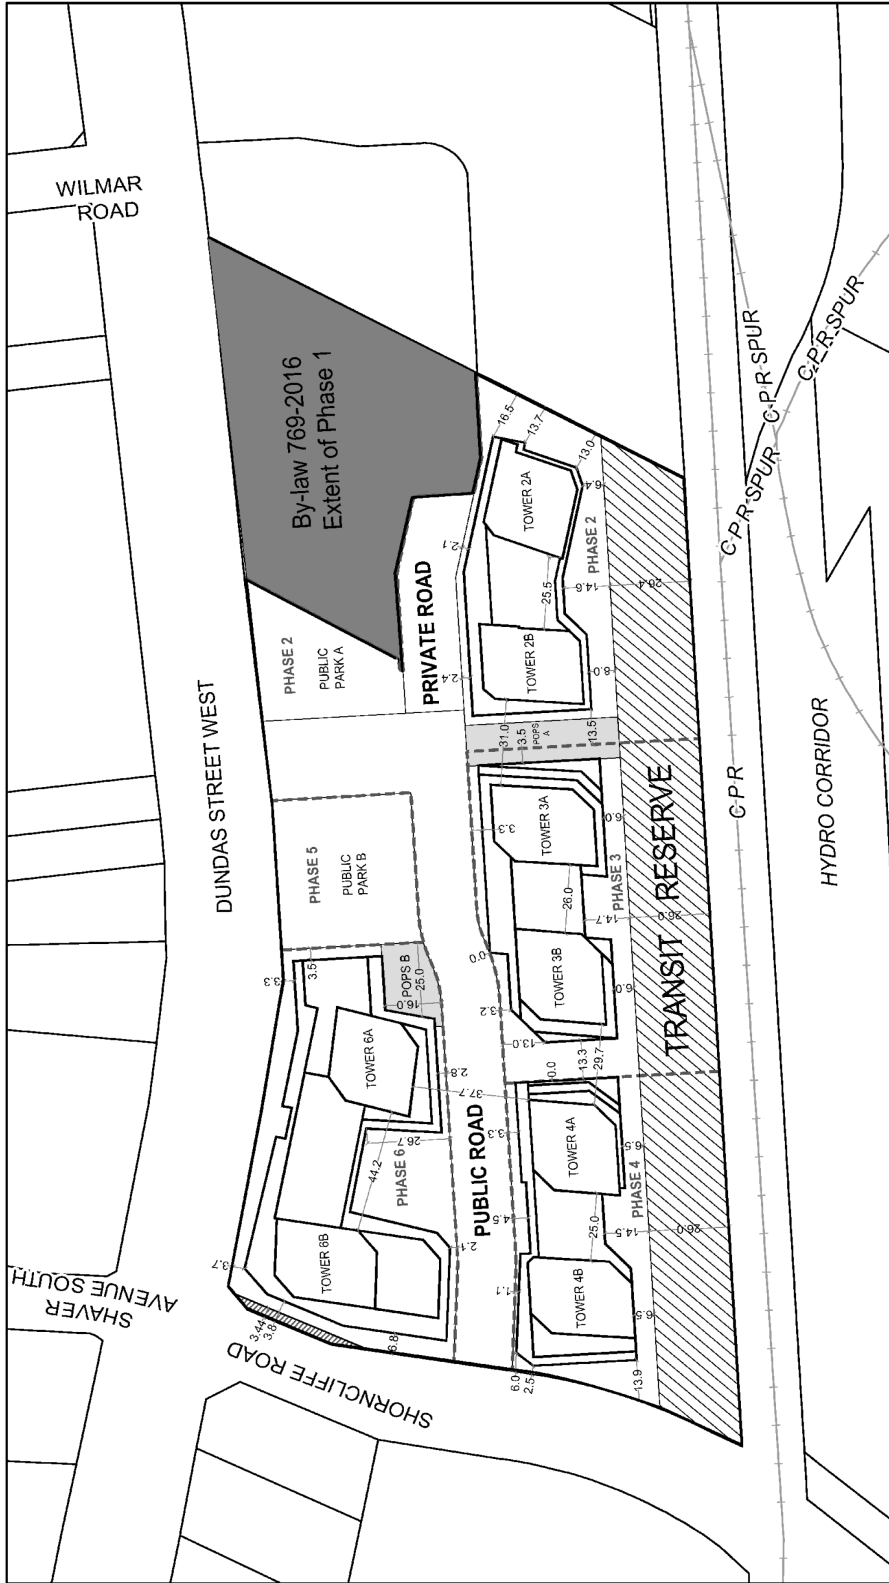 WILMAR
ROAD
DUNDAS STREET WEST
SHAVER
AVENUE SOUTH
SHORNCLIFFE ROAD
By-law 769-2016
Extent of Phase 1
PHASE 2
PUBLIC
PARK A
PRIVATE ROAD
16.5
13.7
13.0
6.4
TOWER 2A
2.1
PHASE 2
14.6
26.4
25.5
TOWER 2B
2.4
8.0
31.0
3.5
POPS
A
13.5
PHASE 5
PUBLIC
PARK B
3.3
TOWER 3A
6.0
PHASE 3
26.0
14.7
26.0
TOWER 3B
0.0
3.2
6.0
13.0
13.3
29.7
0.0
TRANSIT RESERVE
3.3
3.5
POPS B
25.0
16.0
TOWER 6A
2.8
37.7
26.7
44.2
PHASE 6
TOWER 6B
2.1
3.7
3.44
3.8
6.8
PUBLIC ROAD
3.3
TOWER 4A
6.5
PHASE 4
4.5
25.0
14.5
26.0
TOWER 4B
1.1
6.5
6.0
2.5
13.9
C-P-R
C-P-R-SPUR
C-P-R-SPUR
C-P-R-SPUR
HYDRO CORRIDOR